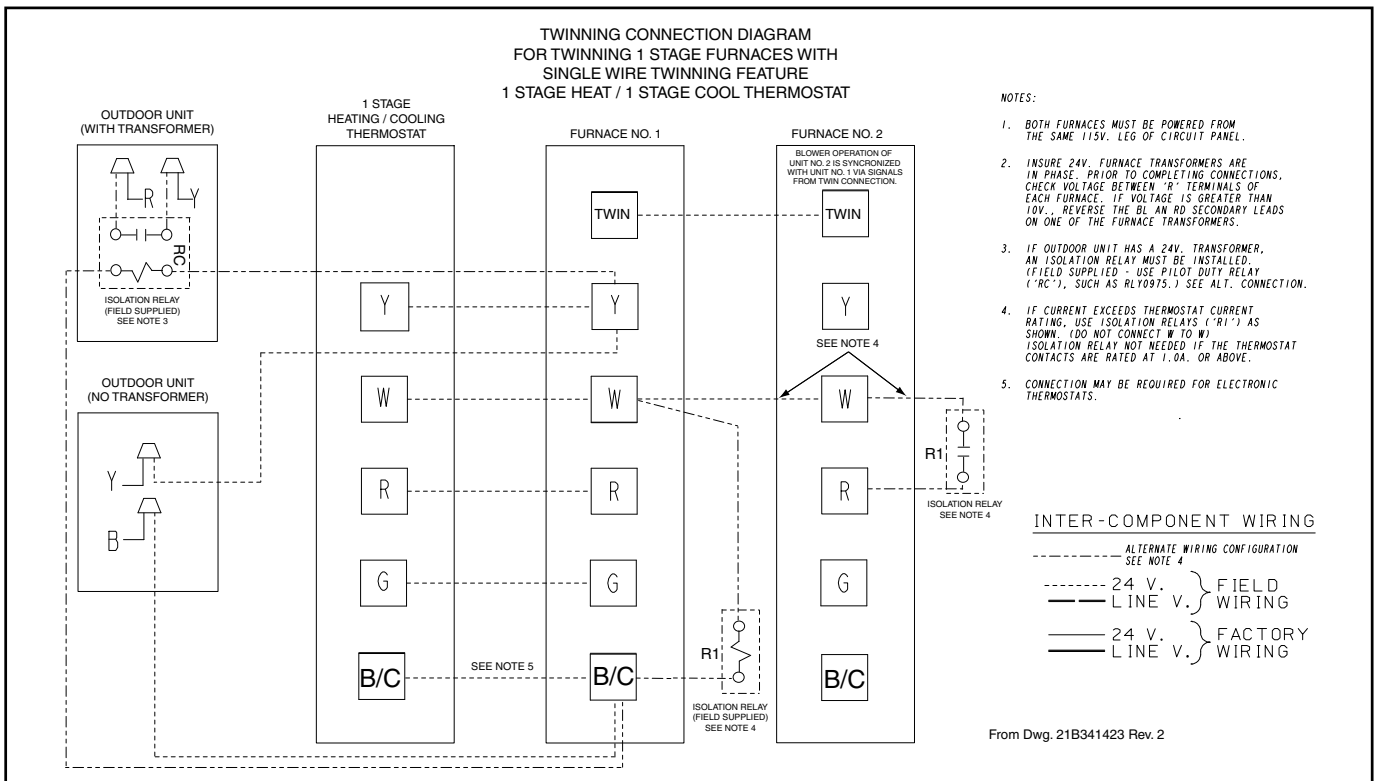 TWINNING CONNECTION DIAGRAM
FOR TWINNING 1 STAGE FURNACES WITH
SINGLE WIRE TWINNING FEATURE
1 STAGE HEAT / 1 STAGE COOL THERMOSTAT
OUTDOOR UNIT
(WITH TRANSFORMER)
R
Y
RC
ISOLATION RELAY
(FIELD SUPPLIED)
SEE NOTE 3
OUTDOOR UNIT
(NO TRANSFORMER)
Y
B
1 STAGE
HEATING / COOLING
THERMOSTAT
Y
W
R
G
B/C
SEE NOTE 5
FURNACE NO. 1
TWIN
Y
W
R
G
B/C
R1
ISOLATION RELAY
(FIELD SUPPLIED)
SEE NOTE 4
FURNACE NO. 2
BLOWER OPERATION OF
UNIT NO. 2 IS SYNCRONIZED
WITH UNIT NO. 1 VIA SIGNALS
FROM TWIN CONNECTION.
TWIN
Y
SEE NOTE 4
W
R
G
B/C
R1
ISOLATION RELAY
SEE NOTE 4
NOTES:
1. BOTH FURNACES MUST BE POWERED FROM
THE SAME 115V. LEG OF CIRCUIT PANEL.
2. INSURE 24V. FURNACE TRANSFORMERS ARE
IN PHASE. PRIOR TO COMPLETING CONNECTIONS,
CHECK VOLTAGE BETWEEN 'R' TERMINALS OF
EACH FURNACE. IF VOLTAGE IS GREATER THAN
10V., REVERSE THE BL AN RD SECONDARY LEADS
ON ONE OF THE FURNACE TRANSFORMERS.
3. IF OUTDOOR UNIT HAS A 24V. TRANSFORMER,
AN ISOLATION RELAY MUST BE INSTALLED.
(FIELD SUPPLIED - USE PILOT DUTY RELAY
('RC'), SUCH AS RLY0975.) SEE ALT. CONNECTION.
4. IF CURRENT EXCEEDS THERMOSTAT CURRENT
RATING, USE ISOLATION RELAYS ('R1') AS
SHOWN. (DO NOT CONNECT W TO W)
ISOLATION RELAY NOT NEEDED IF THE THERMOSTAT
CONTACTS ARE RATED AT 1.0A. OR ABOVE.
5. CONNECTION MAY BE REQUIRED FOR ELECTRONIC
THERMOSTATS.
INTER-COMPONENT WIRING
ALTERNATE WIRING CONFIGURATION
SEE NOTE 4
24 V.
LINE V.
FIELD
WIRING
24 V.
LINE V.
FACTORY
WIRING
From Dwg. 21B341423 Rev. 2